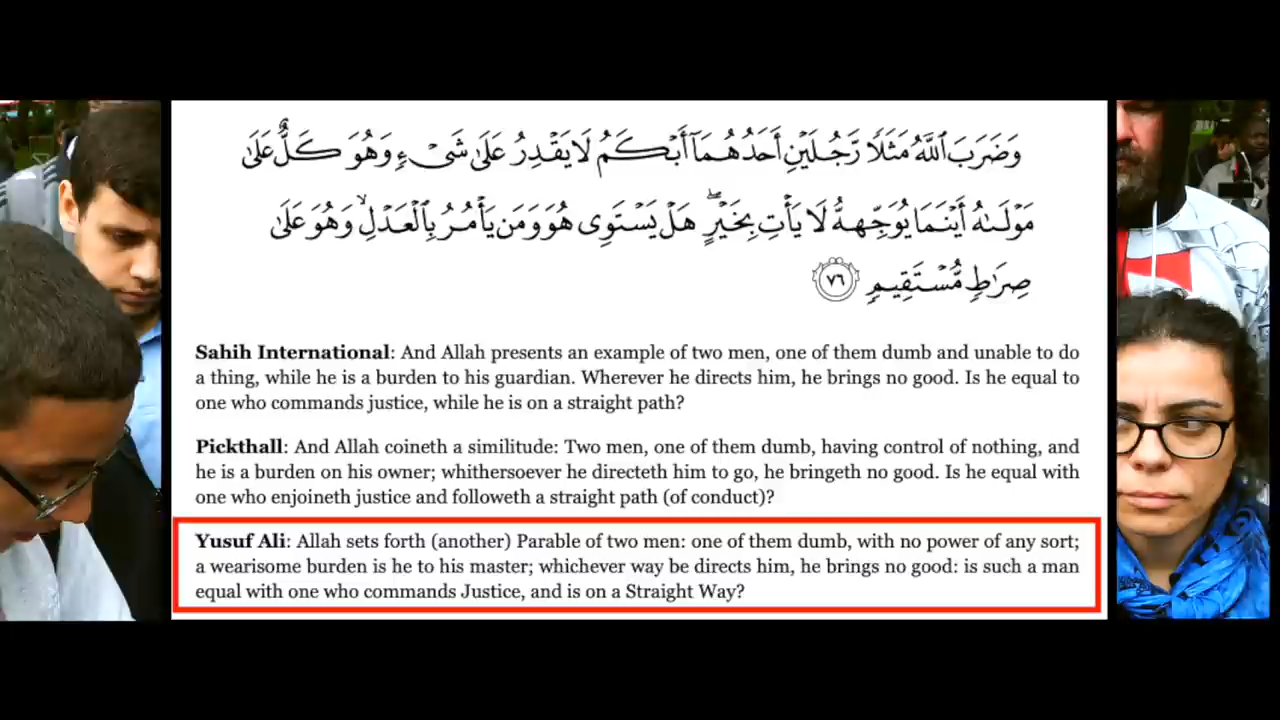 وَضَرَبَ ٱللَّهُ مَثَلًا رَّجُلَيْنِ أَحَدُهُمَآ أَبْكَمُ لَا يَقْدِرُ عَلَىٰ شَىْءٍ وَهُوَ كَلٌّ عَلَىٰ
مَوْلَىٰهُ أَيْنَمَا يُوَجِّههُّ لَا يَأْتِ بِخَيْرٍ ۖ هَلْ يَسْتَوِى هُوَ وَمَن يَأْمُرُ بِٱلْعَدْلِ ۙ وَهُوَ عَلَىٰ
صِرَٰطٍ مُّسْتَقِيمٍ ٧٦
Sahih International: And Allah presents an example of two men, one of them dumb and unable to do
a thing, while he is a burden to his guardian. Wherever he directs him, he brings no good. Is he equal to
one who commands justice, while he is on a straight path?
Pickthall: And Allah coineth a similitude: Two men, one of them dumb, having control of nothing, and
he is a burden on his owner; whithersoever he directeth him to go, he bringeth no good. Is he equal with
one who enjoineth justice and followeth a straight path (of conduct)?
Yusuf Ali: Allah sets forth (another) Parable of two men: one of them dumb, with no power of any sort;
a wearisome burden is he to his master; whichever way be directs him, he brings no good: is such a man
equal with one who commands Justice, and is on a Straight Way?